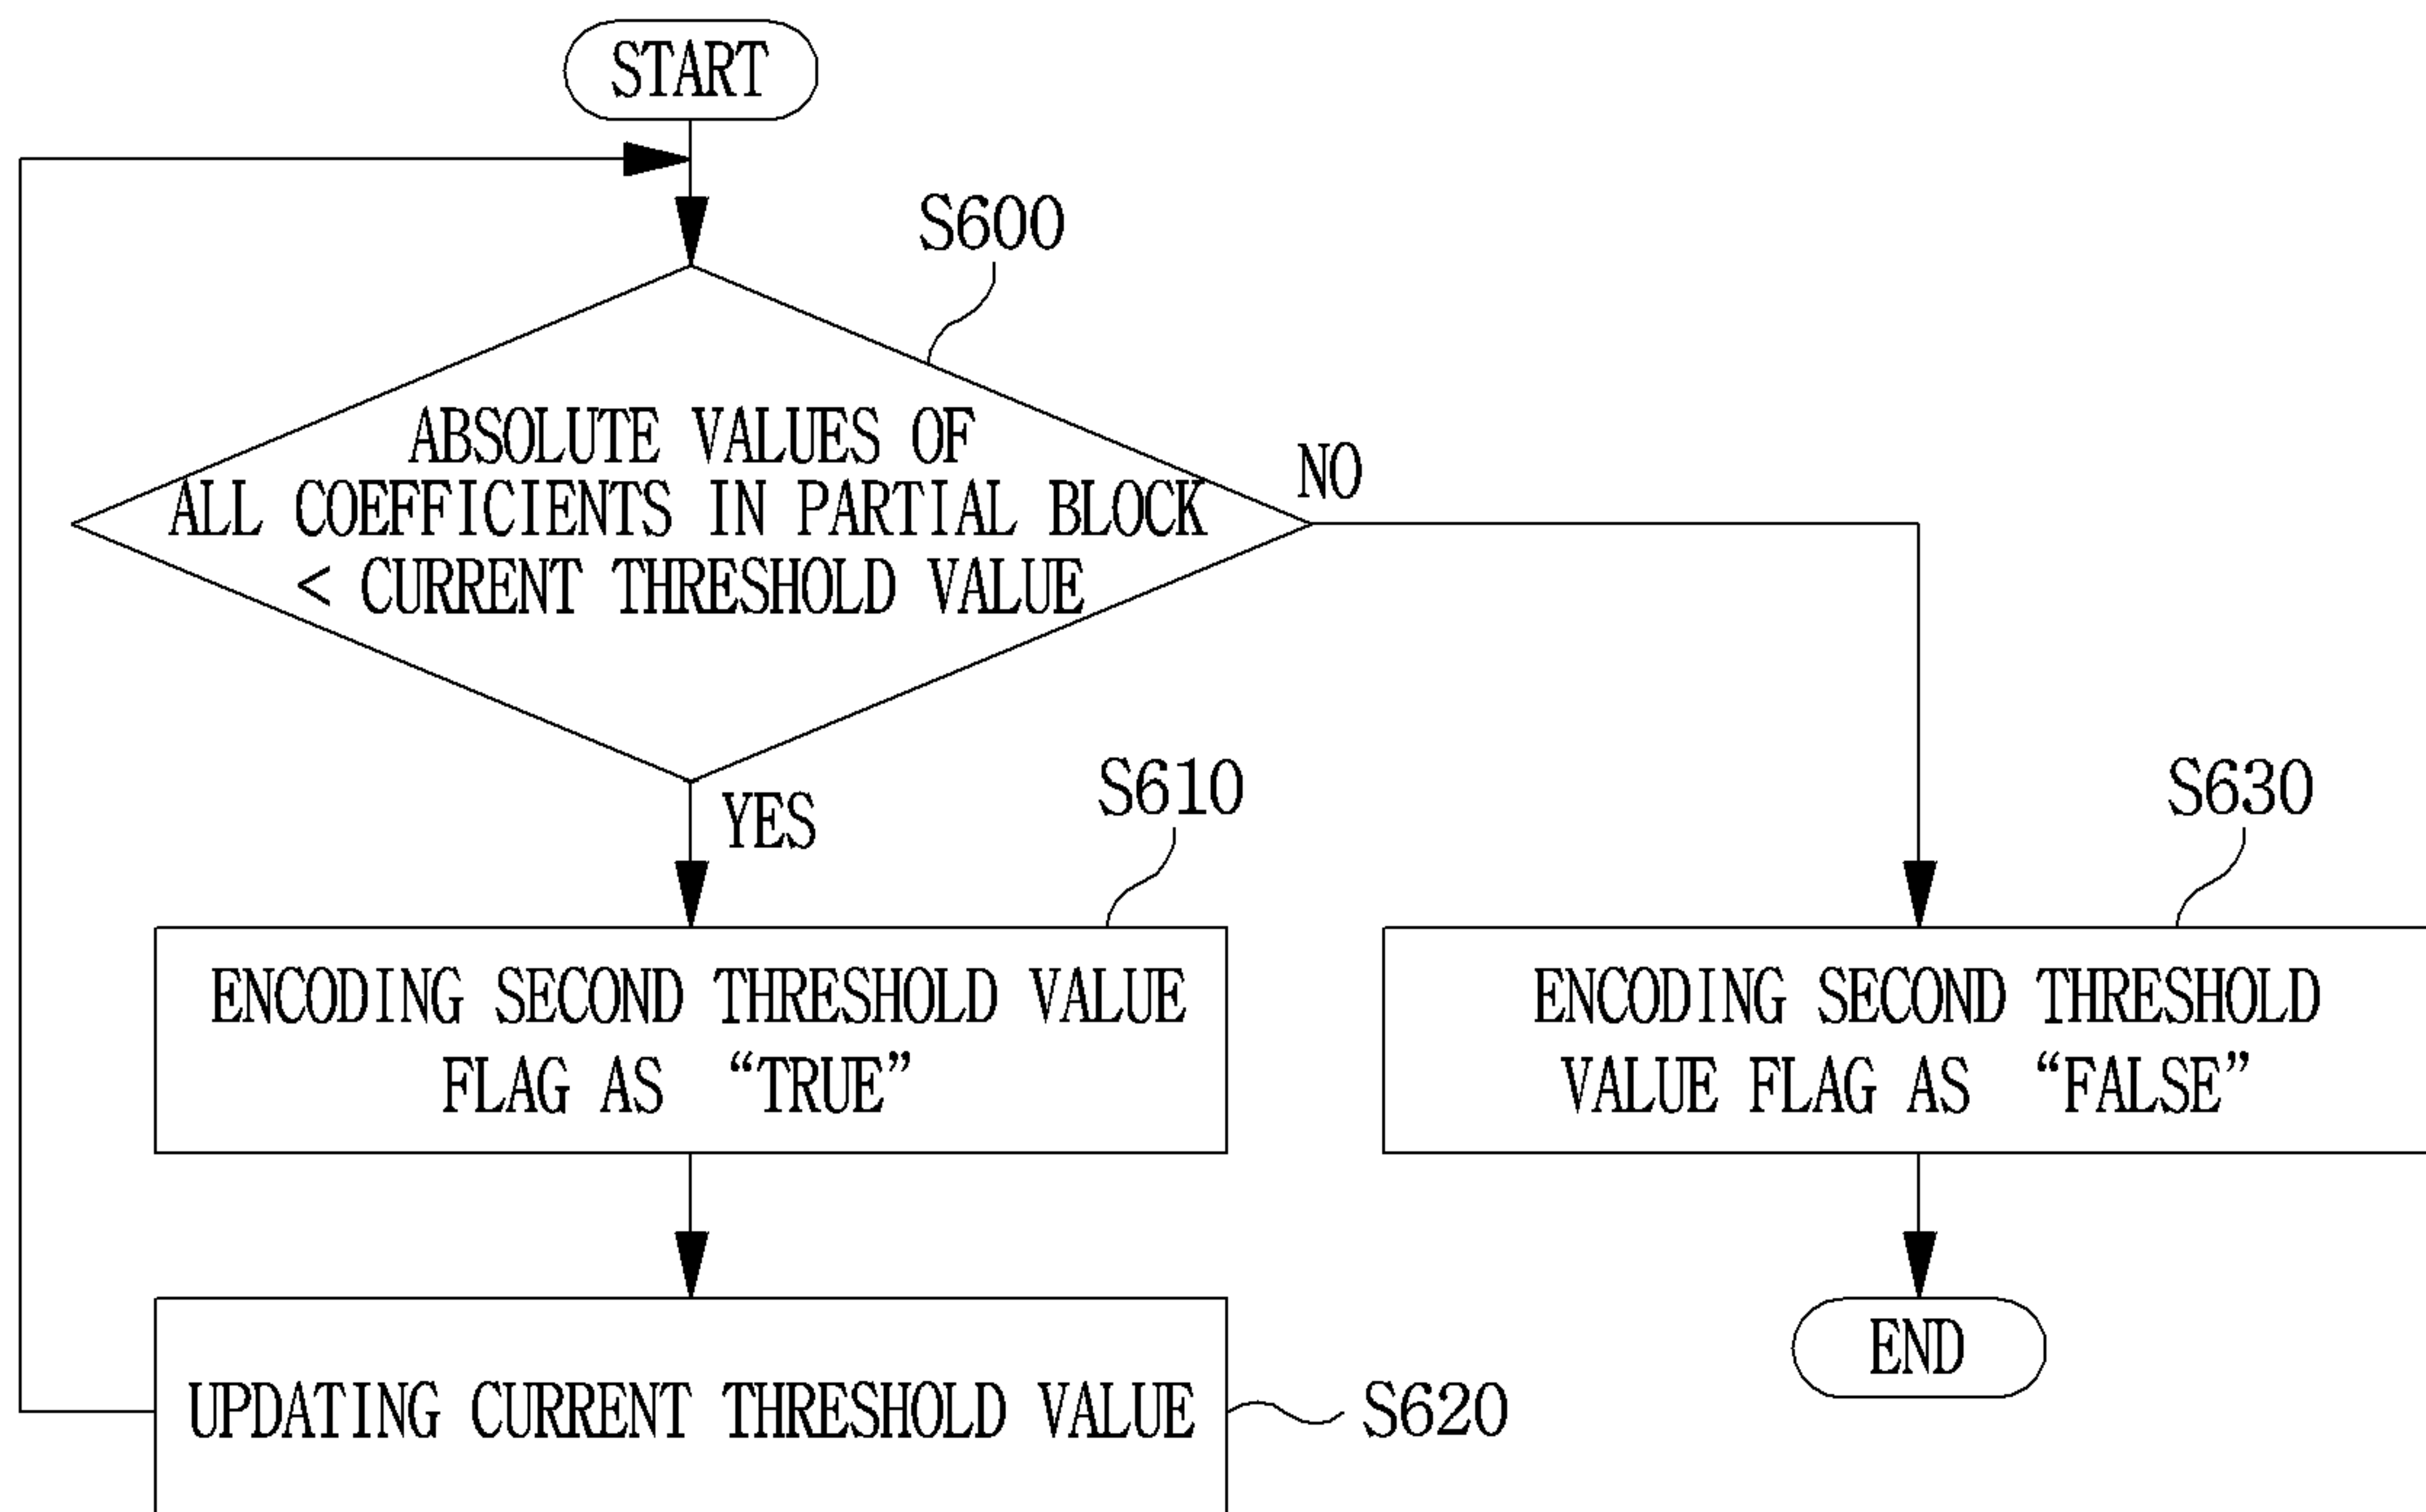 START
S600
ABSOLUTE VALUES OF
ALL COEFFICIENTS IN PARTIAL BLOCK
< CURRENT THRESHOLD VALUE
NO
YES
S610
ENCODING SECOND THRESHOLD VALUE
FLAG AS “TRUE”
S630
ENCODING SECOND THRESHOLD
VALUE FLAG AS “FALSE”
UPDATING CURRENT THRESHOLD VALUE
S620
END